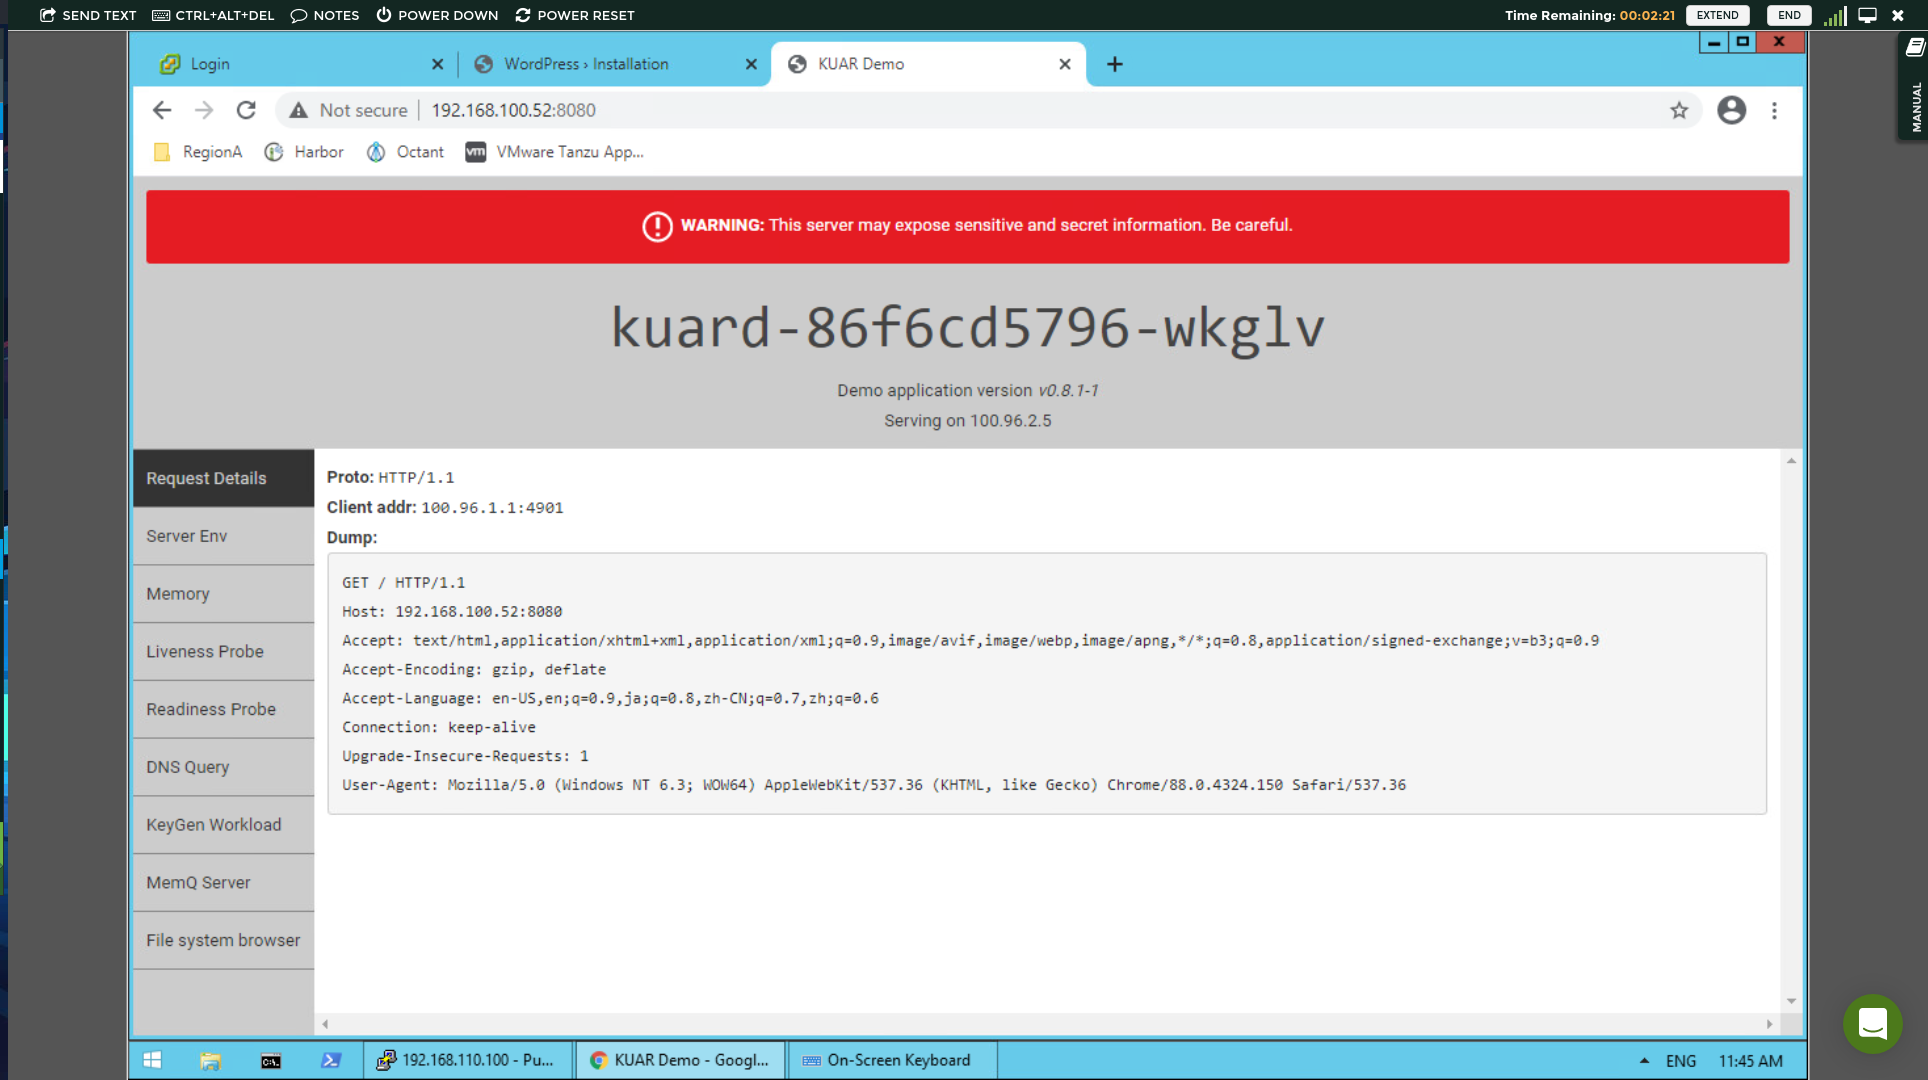 SEND TEXT CTRL+ALT+DEL NOTES POWER DOWN POWER RESET Time Remaining: 00:02:21 EXTEND END
MANUAL
Login WordPress › Installation KUAR Demo
Not secure 192.168.100.52:8080
RegionA Harbor Octant vm VMware Tanzu App...
WARNING: This server may expose sensitive and secret information. Be careful.
kuard-86f6cd5796-wkglv
Demo application version v0.8.1-1
Serving on 100.96.2.5
Request Details
Server Env
Memory
Liveness Probe
Readiness Probe
DNS Query
KeyGen Workload
MemQ Server
File system browser
Proto: HTTP/1.1
Client addr: 100.96.1.1:4901
Dump:
GET / HTTP/1.1
Host: 192.168.100.52:8080
Accept: text/html,application/xhtml+xml,application/xml;q=0.9,image/avif,image/webp,image/apng,*/*;q=0.8,application/signed-exchange;v=b3;q=0.9
Accept-Encoding: gzip, deflate
Accept-Language: en-US,en;q=0.9,ja;q=0.8,zh-CN;q=0.7,zh;q=0.6
Connection: keep-alive
Upgrade-Insecure-Requests: 1
User-Agent: Mozilla/5.0 (Windows NT 6.3; WOW64) AppleWebKit/537.36 (KHTML, like Gecko) Chrome/88.0.4324.150 Safari/537.36
192.168.110.100 - Pu... KUAR Demo - Googl... On-Screen Keyboard ENG 11:45 AM